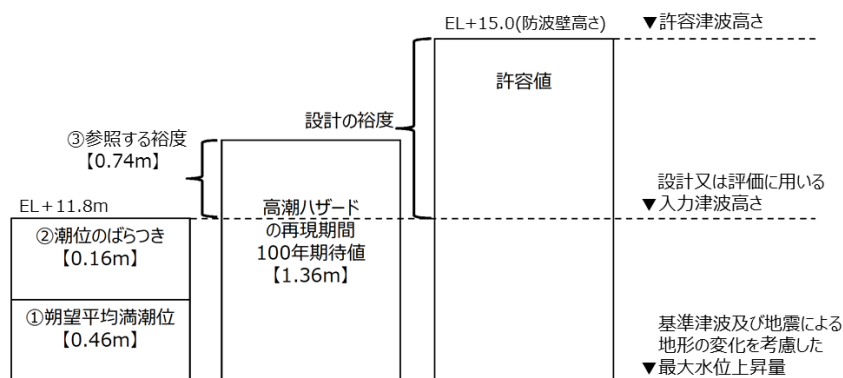 EL+15.0(防波壁高さ)
▼許容津波高さ
許容値
設計の裕度
③参照する裕度
【0.74m】
設計又は評価に用いる
▼入力津波高さ
EL+11.8m
高潮ハザード
の再現期間
100年期待値
【1.36m】
②潮位のばらつき
【0.16m】
①朔望平均満潮位
【0.46m】
基準津波及び地震による
地形の変化を考慮した
▼最大水位上昇量